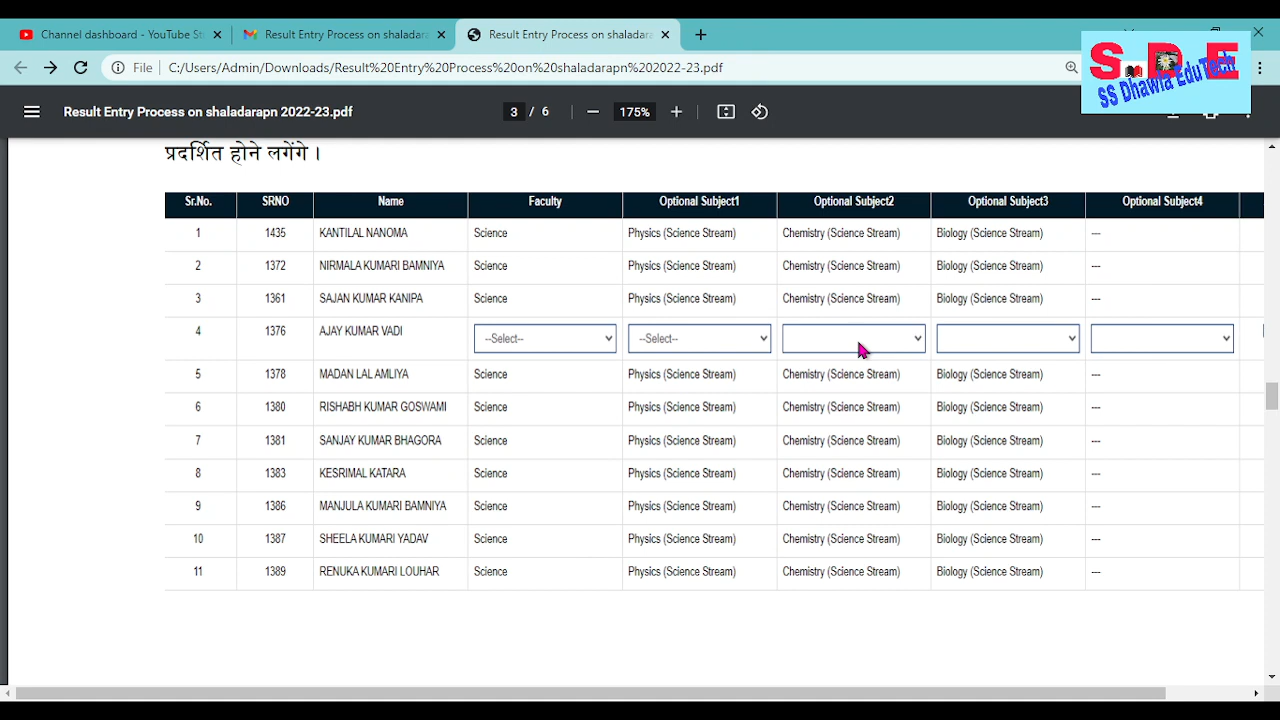 Channel dashboard - YouTube St
Result Entry Process on shaladara
Result Entry Process on shaladara
File C:/Users/Admin/Downloads/Result%20Entry%20Process%20on%20shaladarapn%202022-23.pdf
S D E
SS Dhawla EduTech
Result Entry Process on shaladarapn 2022-23.pdf 3 / 6 175%
प्रदर्शित होने लगेंगे ।
Sr.No. SRNO Name Faculty Optional Subject1 Optional Subject2 Optional Subject3 Optional Subject4
1 1435 KANTILAL NANOMA Science Physics (Science Stream) Chemistry (Science Stream) Biology (Science Stream) ---
2 1372 NIRMALA KUMARI BAMNIYA Science Physics (Science Stream) Chemistry (Science Stream) Biology (Science Stream) ---
3 1361 SAJAN KUMAR KANIPA Science Physics (Science Stream) Chemistry (Science Stream) Biology (Science Stream) ---
4 1376 AJAY KUMAR VADI --Select-- --Select--
5 1378 MADAN LAL AMLIYA Science Physics (Science Stream) Chemistry (Science Stream) Biology (Science Stream) ---
6 1380 RISHABH KUMAR GOSWAMI Science Physics (Science Stream) Chemistry (Science Stream) Biology (Science Stream) ---
7 1381 SANJAY KUMAR BHAGORA Science Physics (Science Stream) Chemistry (Science Stream) Biology (Science Stream) ---
8 1383 KESRIMAL KATARA Science Physics (Science Stream) Chemistry (Science Stream) Biology (Science Stream) ---
9 1386 MANJULA KUMARI BAMNIYA Science Physics (Science Stream) Chemistry (Science Stream) Biology (Science Stream) ---
10 1387 SHEELA KUMARI YADAV Science Physics (Science Stream) Chemistry (Science Stream) Biology (Science Stream) ---
11 1389 RENUKA KUMARI LOUHAR Science Physics (Science Stream) Chemistry (Science Stream) Biology (Science Stream) ---